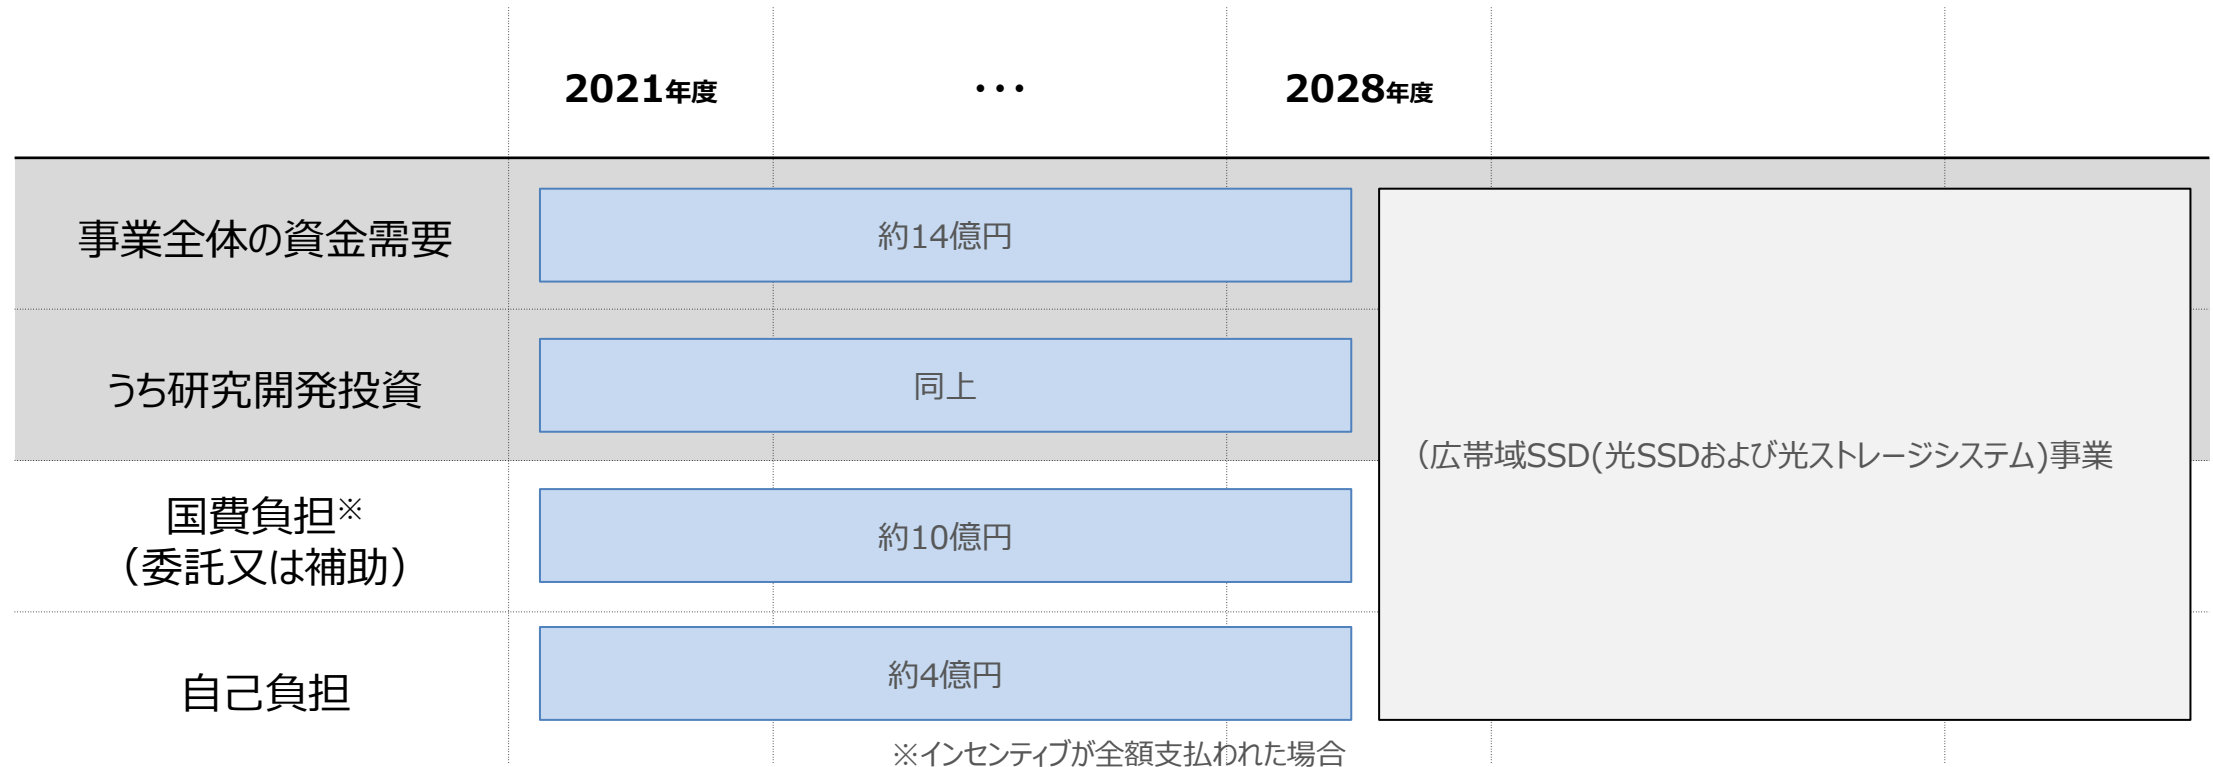 2021年度 ・・・ 2028年度
事業全体の資金需要 約14億円
うち研究開発投資 同上
（広帯域SSD(光SSDおよび光ストレージシステム)事業
国費負担※
（委託又は補助） 約10億円
自己負担 約4億円
※インセンティブが全額支払われた場合